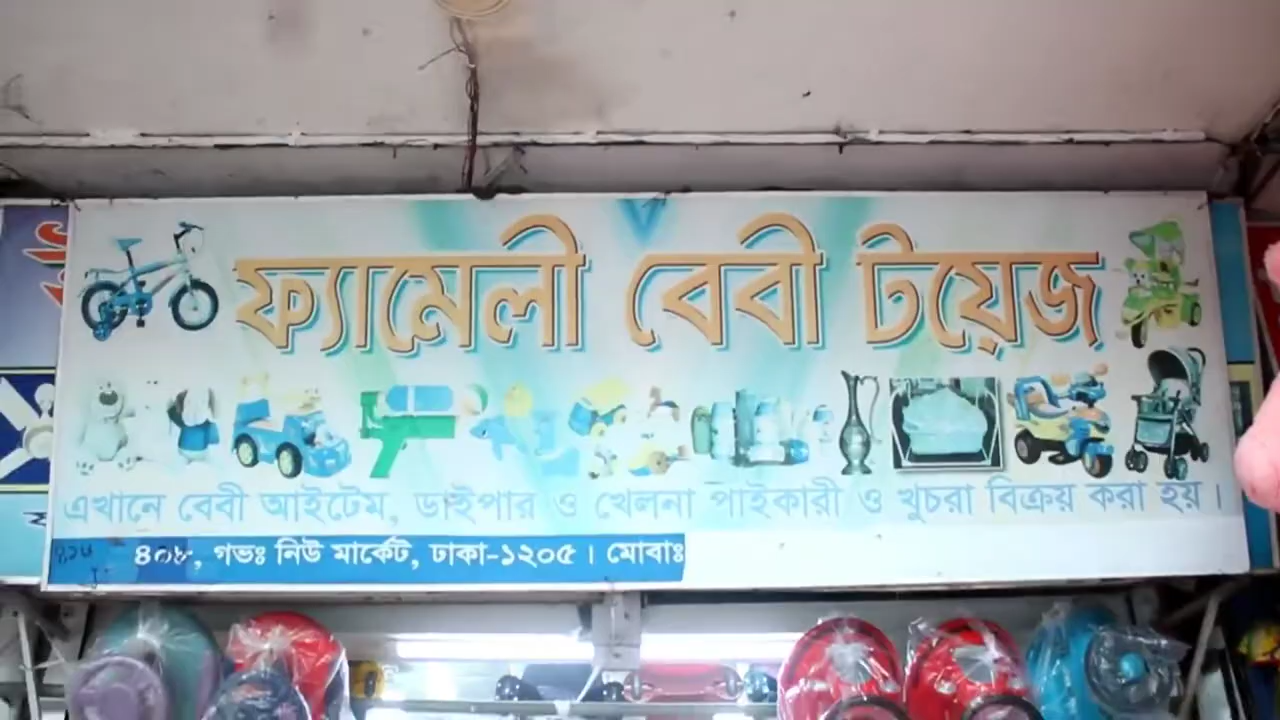 ফ্যামেলী বেবী টয়েজ
এখানে বেবী আইটেম, ডাইপার ও খেলনা পাইকারী ও খুচরা বিক্রয় করা হয়।
৪০৮, গভঃ নিউ মার্কেট, ঢাকা-১২০৫। মোবাঃ